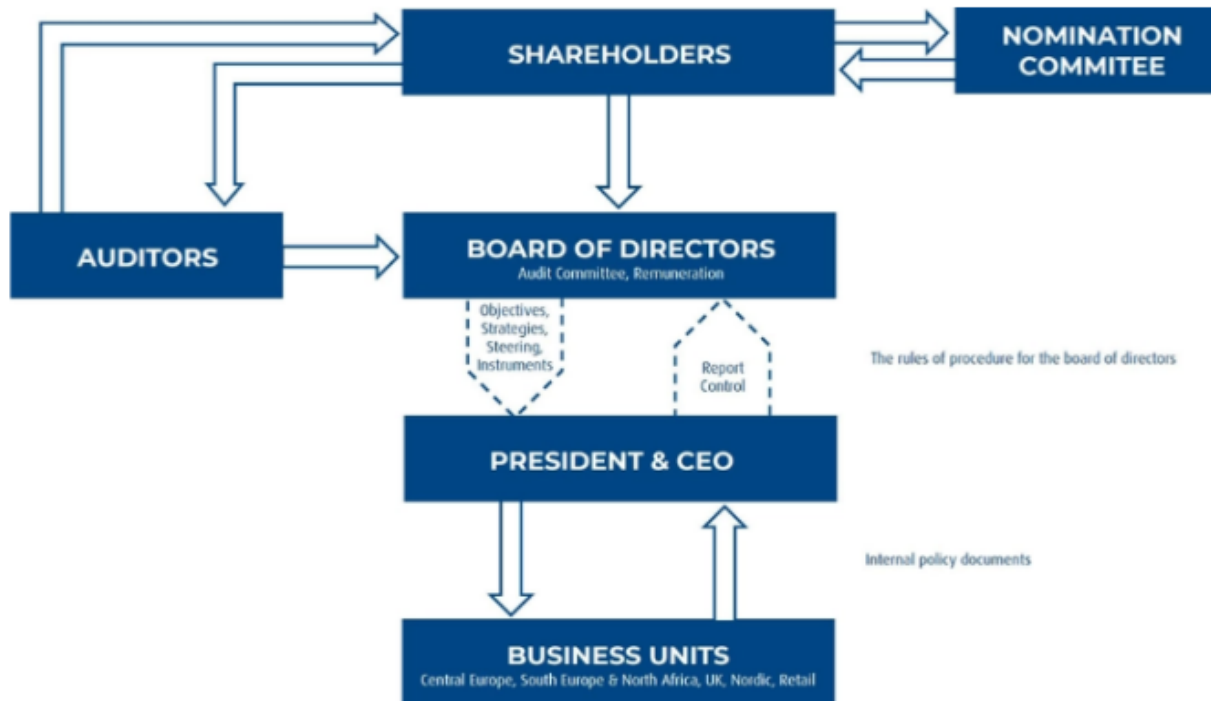 SHAREHOLDERS
NOMINATION
COMMITEE
AUDITORS
BOARD OF DIRECTORS
Audit Committee, Remuneration
Objectives,
Strategies,
Steering,
Instruments
Report
Control
The rules of procedure for the board of directors
PRESIDENT & CEO
Internal policy documents
BUSINESS UNITS
Central Europe, South Europe & North Africa, UK, Nordic, Retail